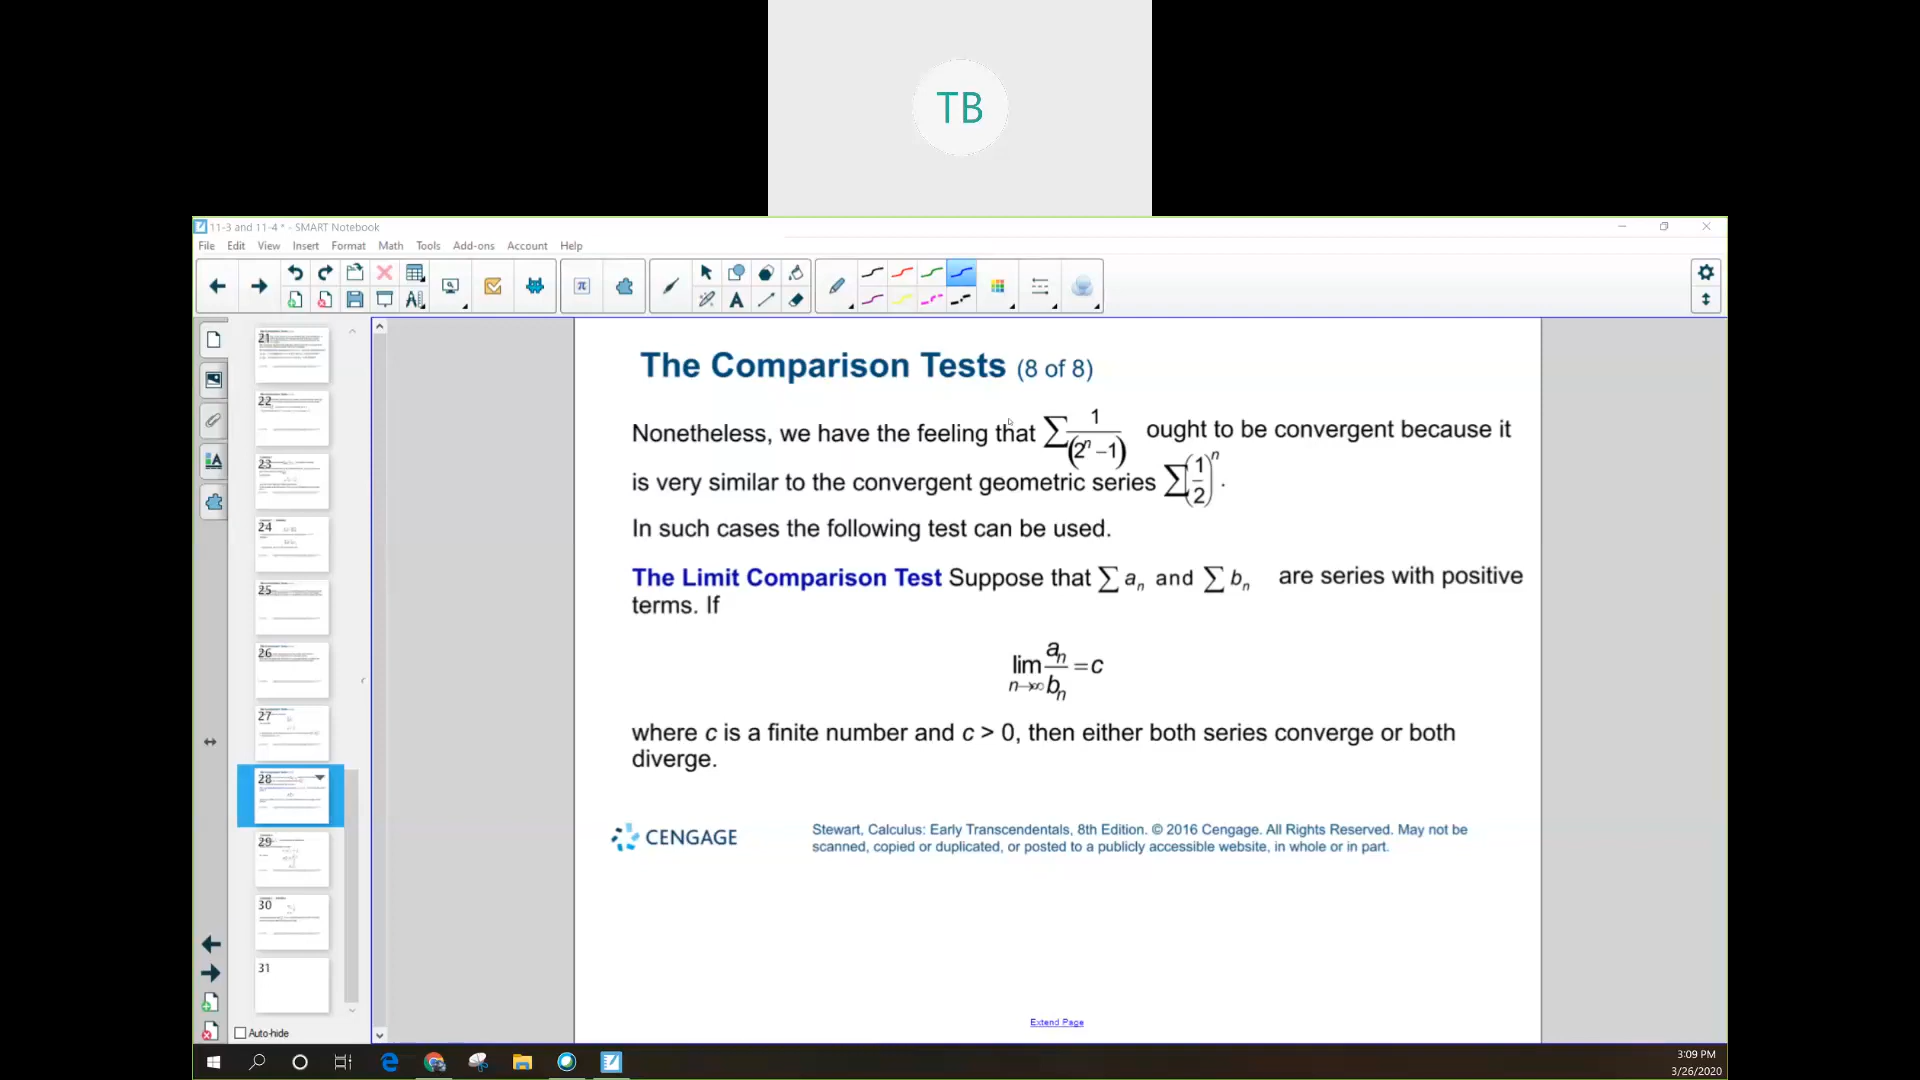 TB
11-3 and 11-4 * - SMART Notebook
File Edit View Insert Format Math Tools Add-ons Account Help
21
22
23
24
25
26
27
28
29
30
31
Auto-hide
The Comparison Tests (8 of 8)
Nonetheless, we have the feeling that ∑ 1/(2ⁿ −1) ought to be convergent because it
is very similar to the convergent geometric series ∑(1/2)ⁿ.
In such cases the following test can be used.
The Limit Comparison Test Suppose that ∑ aₙ and ∑ bₙ are series with positive
terms. If
lim n→∞ aₙ/bₙ = c
where c is a finite number and c > 0, then either both series converge or both
diverge.
CENGAGE
Stewart, Calculus: Early Transcendentals, 8th Edition. © 2016 Cengage. All Rights Reserved. May not be
scanned, copied or duplicated, or posted to a publicly accessible website, in whole or in part.
Extend Page
3:09 PM
3/26/2020